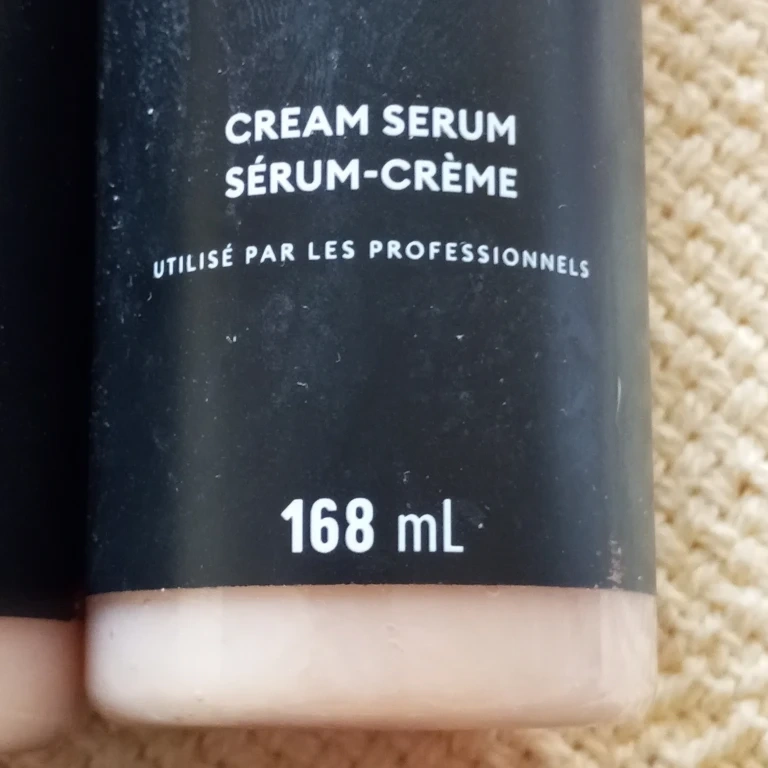 CREAM SERUM
SÉRUM-CRÈME
UTILISÉ PAR LES PROFESSIONNELS
168 mL